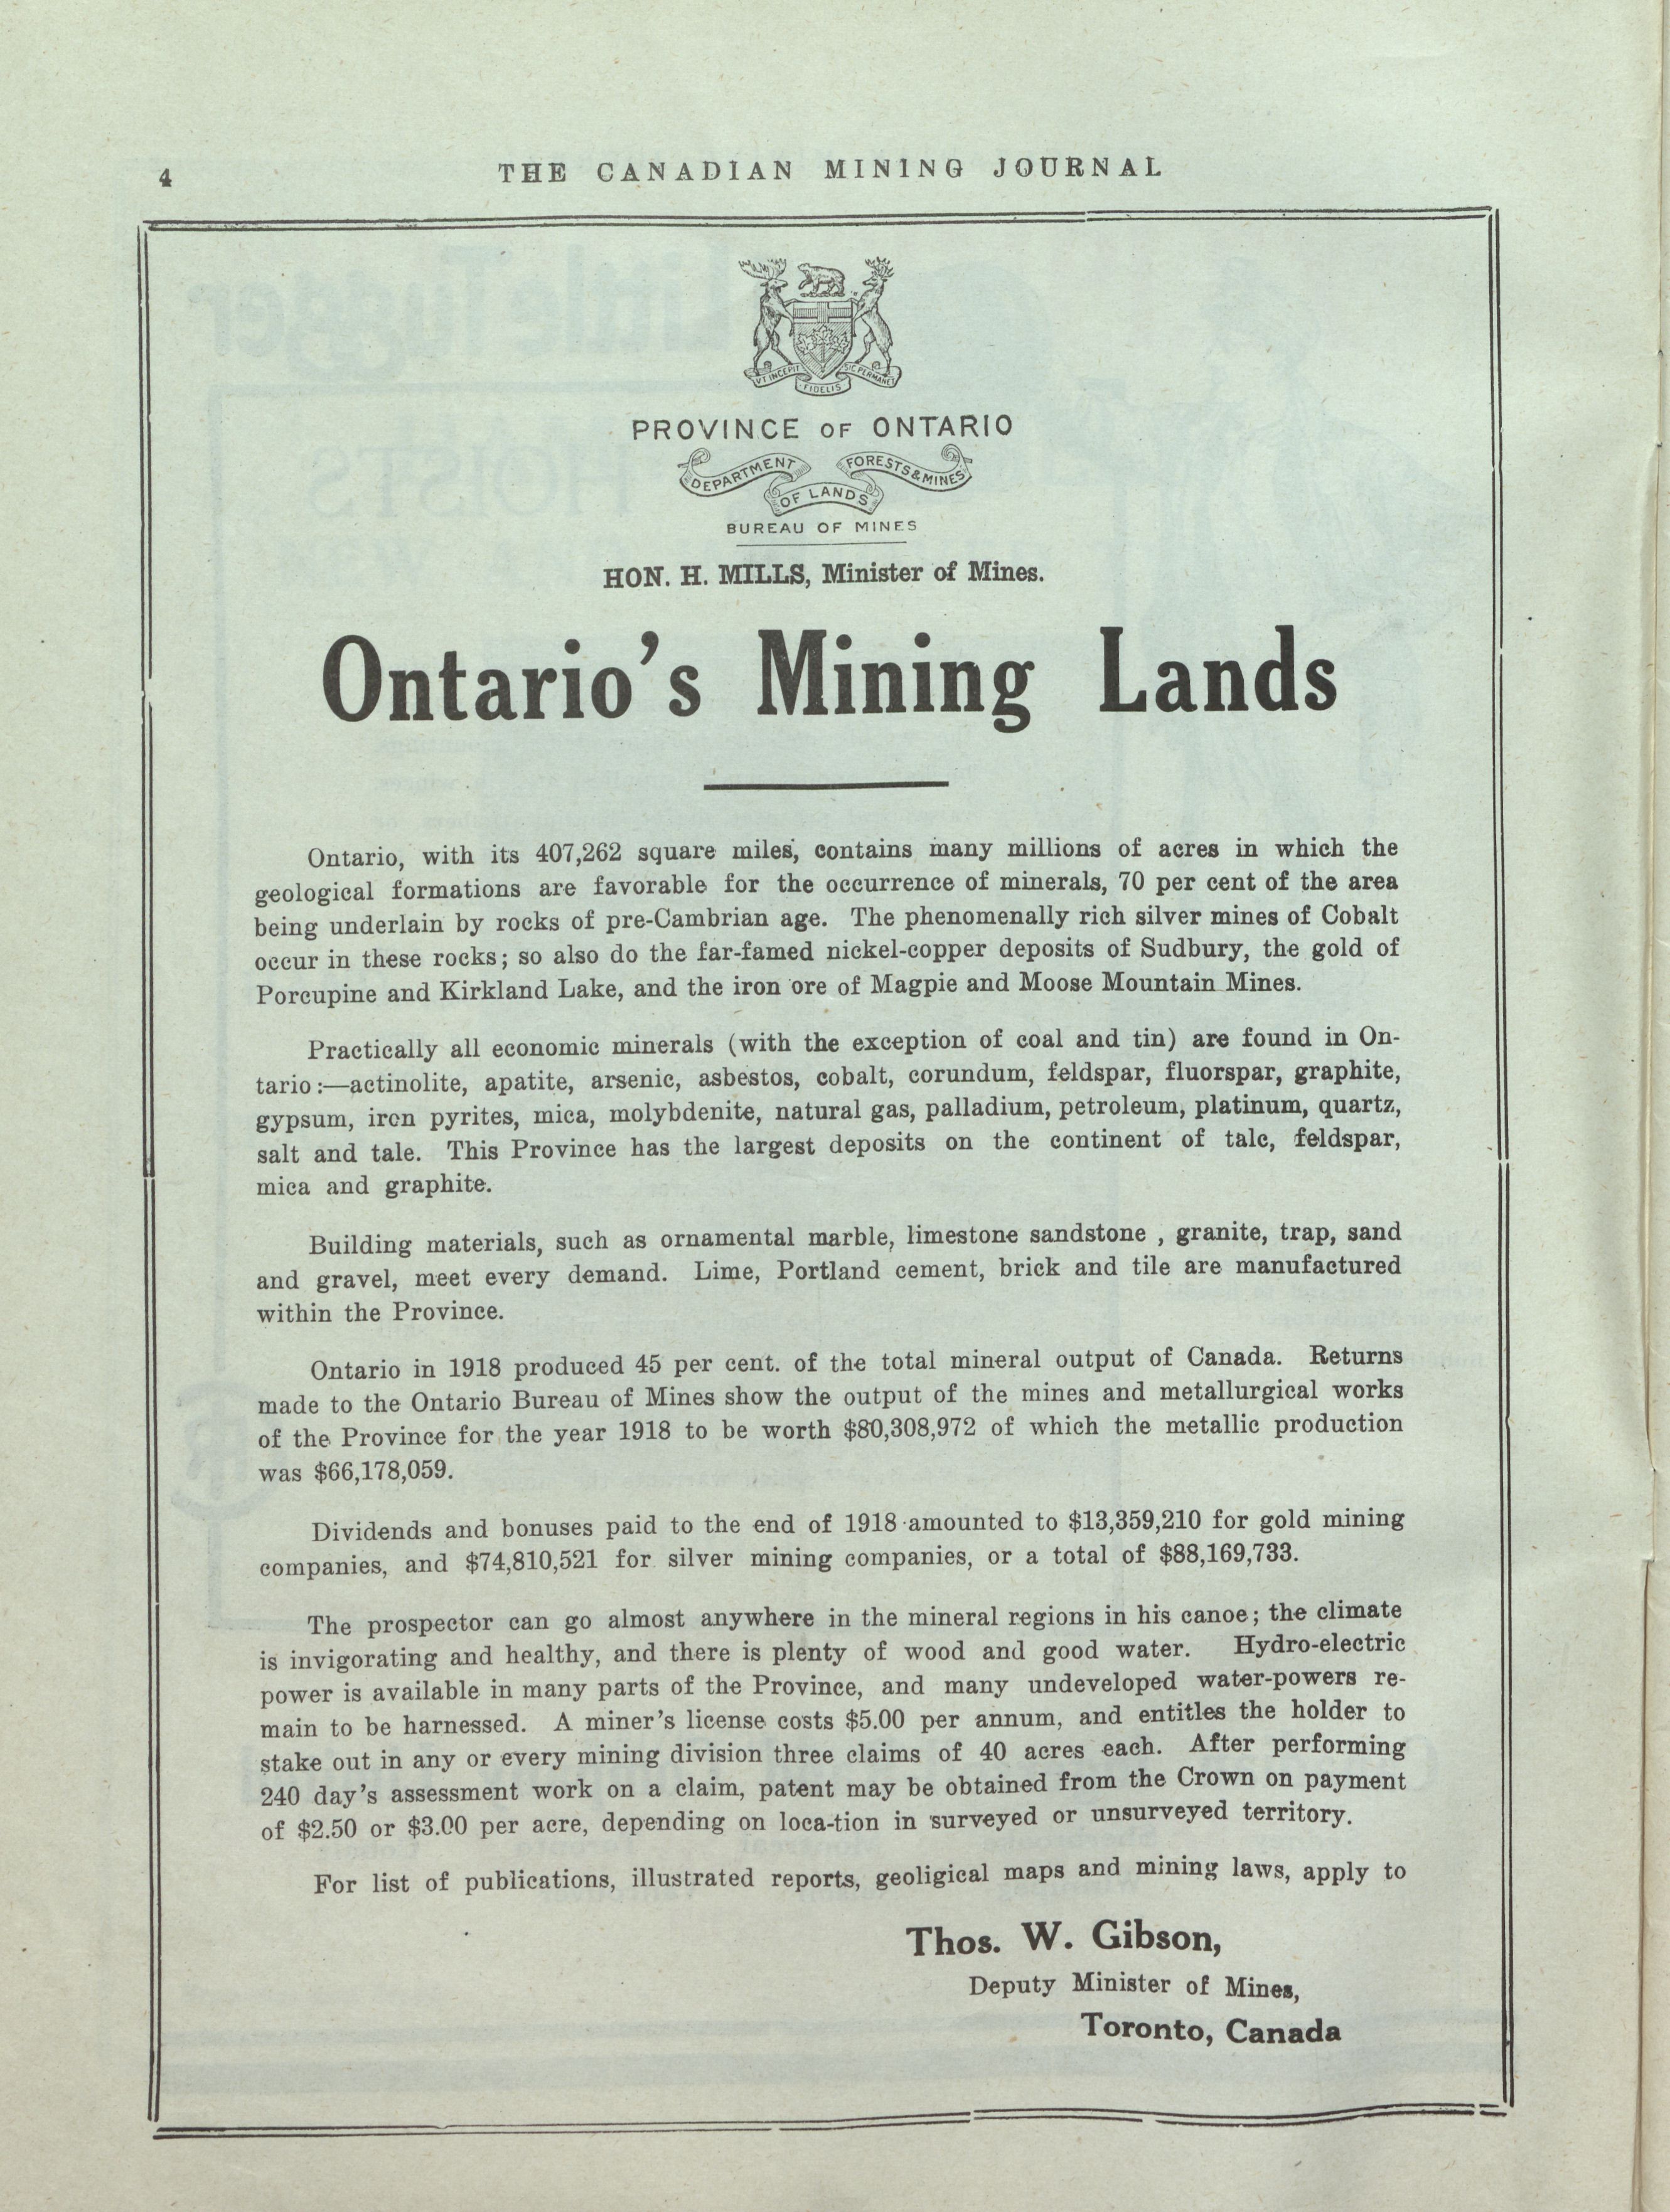 4
THE CANADIAN MINING JOURNAL
VT INCEPIT
SIC PERMANET
FIDELIS
PROVINCE OF ONTARIO
DEPARTMENT
OF LANDS
FORESTS & MINES
BUREAU OF MINES
HON. H. MILLS, Minister of Mines.
Ontario's Mining Lands
Ontario, with its 407,262 square miles, contains many millions of acres in which the
geological formations are favorable for the occurrence of minerals, 70 per cent of the area
being underlain by rocks of pre-Cambrian age. The phenomenally rich silver mines of Cobalt
occur in these rocks; so also do the far-famed nickel-copper deposits of Sudbury, the gold of
Porcupine and Kirkland Lake, and the iron ore of Magpie and Moose Mountain Mines.
Practically all economic minerals (with the exception of coal and tin) are found in On-
tario:—actinolite, apatite, arsenic, asbestos, cobalt, corundum, feldspar, fluorspar, graphite,
gypsum, iron pyrites, mica, molybdenite, natural gas, palladium, petroleum, platinum, quartz,
salt and tale. This Province has the largest deposits on the continent of talc, feldspar,
mica and graphite.
Building materials, such as ornamental marble, limestone sandstone , granite, trap, sand
and gravel, meet every demand. Lime, Portland cement, brick and tile are manufactured
within the Province.
Ontario in 1918 produced 45 per cent. of the total mineral output of Canada. Returns
made to the Ontario Bureau of Mines show the output of the mines and metallurgical works
of the Province for the year 1918 to be worth $80,308,972 of which the metallic production
was $66,178,059.
Dividends and bonuses paid to the end of 1918 amounted to $13,359,210 for gold mining
companies, and $74,810,521 for silver mining companies, or a total of $88,169,733.
The prospector can go almost anywhere in the mineral regions in his canoe; the climate
is invigorating and healthy, and there is plenty of wood and good water. Hydro-electric
power is available in many parts of the Province, and many undeveloped water-powers re-
main to be harnessed. A miner's license costs $5.00 per annum, and entitles the holder to
stake out in any or every mining division three claims of 40 acres each. After performing
240 day's assessment work on a claim, patent may be obtained from the Crown on payment
of $2.50 or $3.00 per acre, depending on loca-tion in surveyed or unsurveyed territory.
For list of publications, illustrated reports, geoligical maps and mining laws, apply to
Thos. W. Gibson,
Deputy Minister of Mines,
Toronto, Canada